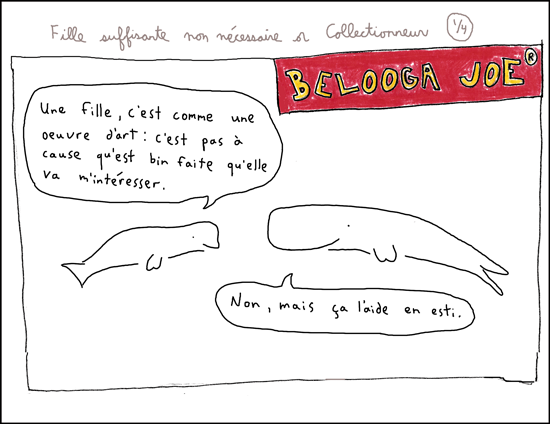 Fille suffisante non nécessaire or Collectionneur 1/4
BELOOGA JOE®
Une fille, c'est comme une
oeuvre d'art : c'est pas à
cause qu'est bin faite qu'elle
va m'intéresser.
Non, mais ça l'aide en esti.